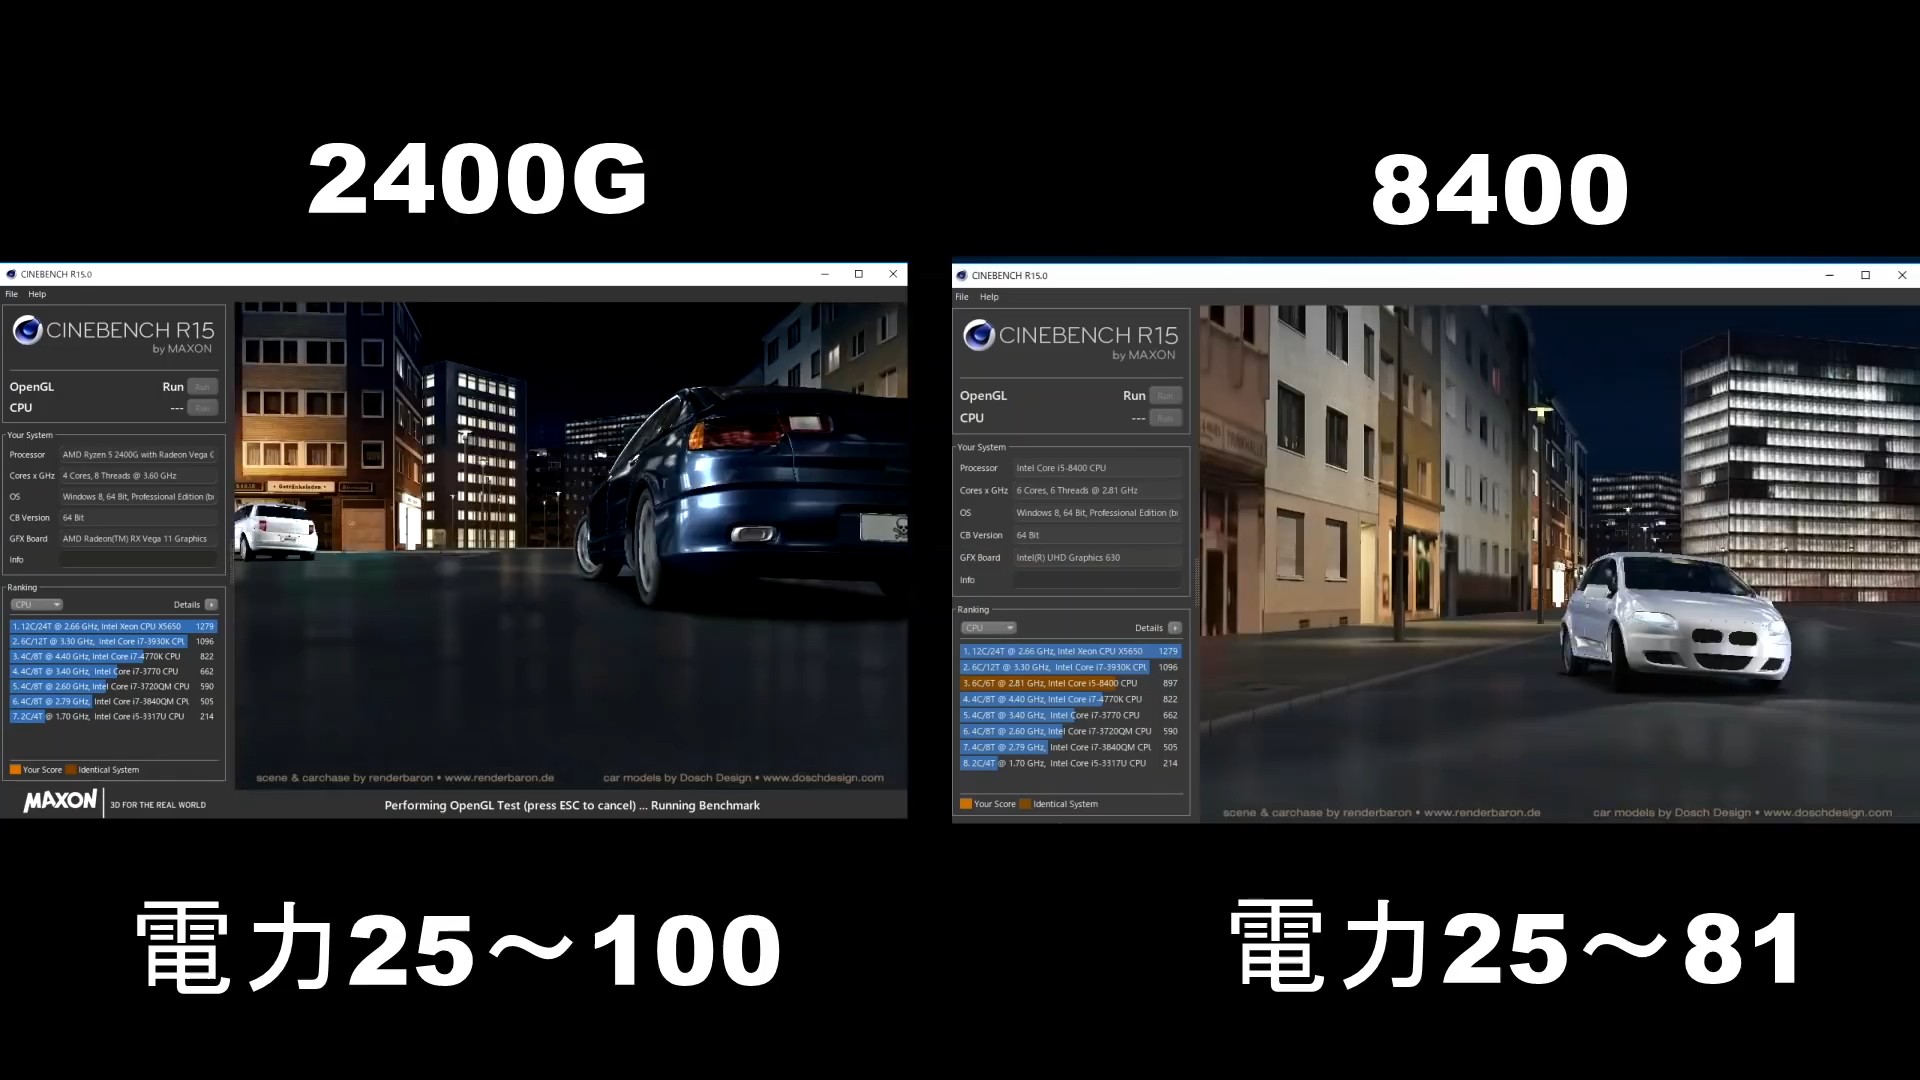 2400G
8400
CINEBENCH R15.0
File Help
CINEBENCH R15
by MAXON
OpenGL Run Run
CPU --- Run
Your System
Processor AMD Ryzen 5 2400G with Radeon Vega G
Cores x GHz 4 Cores, 8 Threads @ 3.60 GHz
OS Windows 8, 64 Bit, Professional Edition (bu
CB Version 64 Bit
GFX Board AMD Radeon(TM) RX Vega 11 Graphics
Info
Ranking
CPU Details
1. 12C/24T @ 2.66 GHz, Intel Xeon CPU X5650 1279
2. 6C/12T @ 3.30 GHz, Intel Core i7-3930K CPU 1096
3. 4C/8T @ 4.40 GHz, Intel Core i7-4770K CPU 822
4. 4C/8T @ 3.40 GHz, Intel Core i7-3770 CPU 662
5. 4C/8T @ 2.60 GHz, Intel Core i7-3720QM CPU 590
6. 4C/8T @ 2.79 GHz, Intel Core i7-3840QM CPU 505
7. 2C/4T @ 1.70 GHz, Intel Core i5-3317U CPU 214
Your Score Identical System
MAXON 3D FOR THE REAL WORLD
Getränkeladen
scene & carchase by renderbaron • www.renderbaron.de car models by Dosch Design • www.doschdesign.com
Performing OpenGL Test (press ESC to cancel) ... Running Benchmark
CINEBENCH R15.0
File Help
CINEBENCH R15
by MAXON
OpenGL Run Run
CPU --- Run
Your System
Processor Intel Core i5-8400 CPU
Cores x GHz 6 Cores, 6 Threads @ 2.81 GHz
OS Windows 8, 64 Bit, Professional Edition (bu
CB Version 64 Bit
GFX Board Intel(R) UHD Graphics 630
Info
Ranking
CPU Details
1. 12C/24T @ 2.66 GHz, Intel Xeon CPU X5650 1279
2. 6C/12T @ 3.30 GHz, Intel Core i7-3930K CPU 1096
3. 6C/6T @ 2.81 GHz, Intel Core i5-8400 CPU 897
4. 4C/8T @ 4.40 GHz, Intel Core i7-4770K CPU 822
5. 4C/8T @ 3.40 GHz, Intel Core i7-3770 CPU 662
6. 4C/8T @ 2.60 GHz, Intel Core i7-3720QM CPU 590
7. 4C/8T @ 2.79 GHz, Intel Core i7-3840QM CPU 505
8. 2C/4T @ 1.70 GHz, Intel Core i5-3317U CPU 214
Your Score Identical System
scene & carchase by renderbaron • www.renderbaron.de car models by Dosch Design • www.doschdesign.com
電力25～100
電力25～81